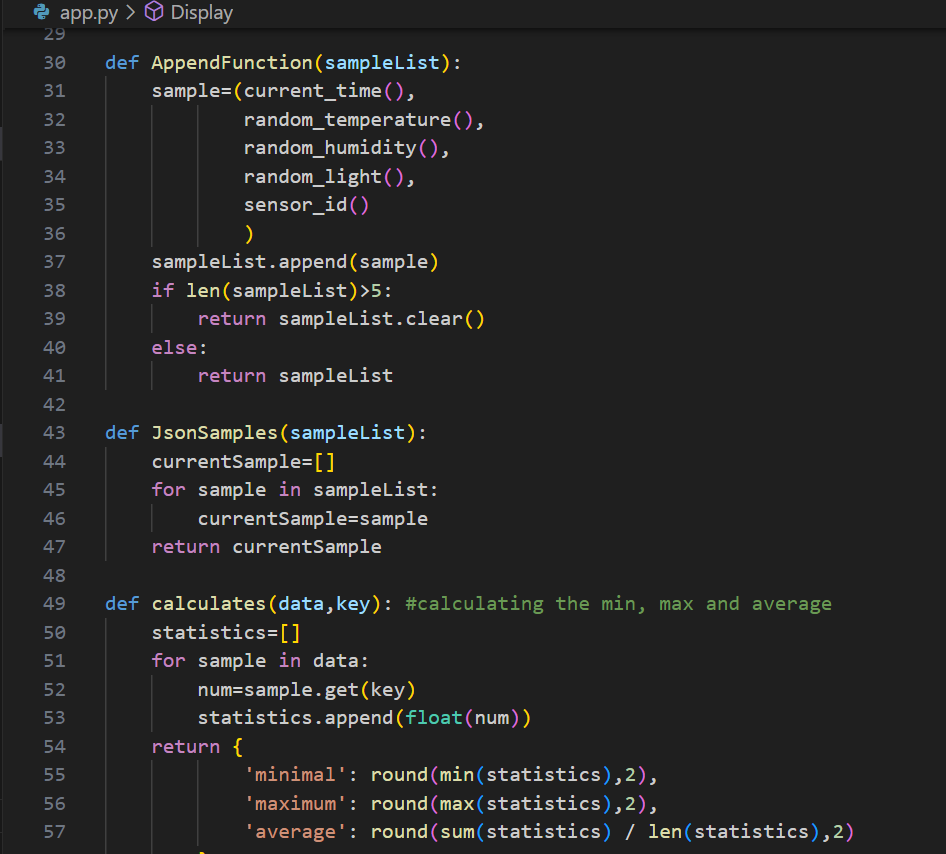 app.py > Display
29
30 def AppendFunction(sampleList):
31     sample=(current_time(),
32             random_temperature(),
33             random_humidity(),
34             random_light(),
35             sensor_id()
36             )
37     sampleList.append(sample)
38     if len(sampleList)>5:
39         return sampleList.clear()
40     else:
41         return sampleList
42
43 def JsonSamples(sampleList):
44     currentSample=[]
45     for sample in sampleList:
46         currentSample=sample
47     return currentSample
48
49 def calculates(data,key): #calculating the min, max and average
50     statistics=[]
51     for sample in data:
52         num=sample.get(key)
53         statistics.append(float(num))
54     return {
55             'minimal': round(min(statistics),2),
56             'maximum': round(max(statistics),2),
57             'average': round(sum(statistics) / len(statistics),2)